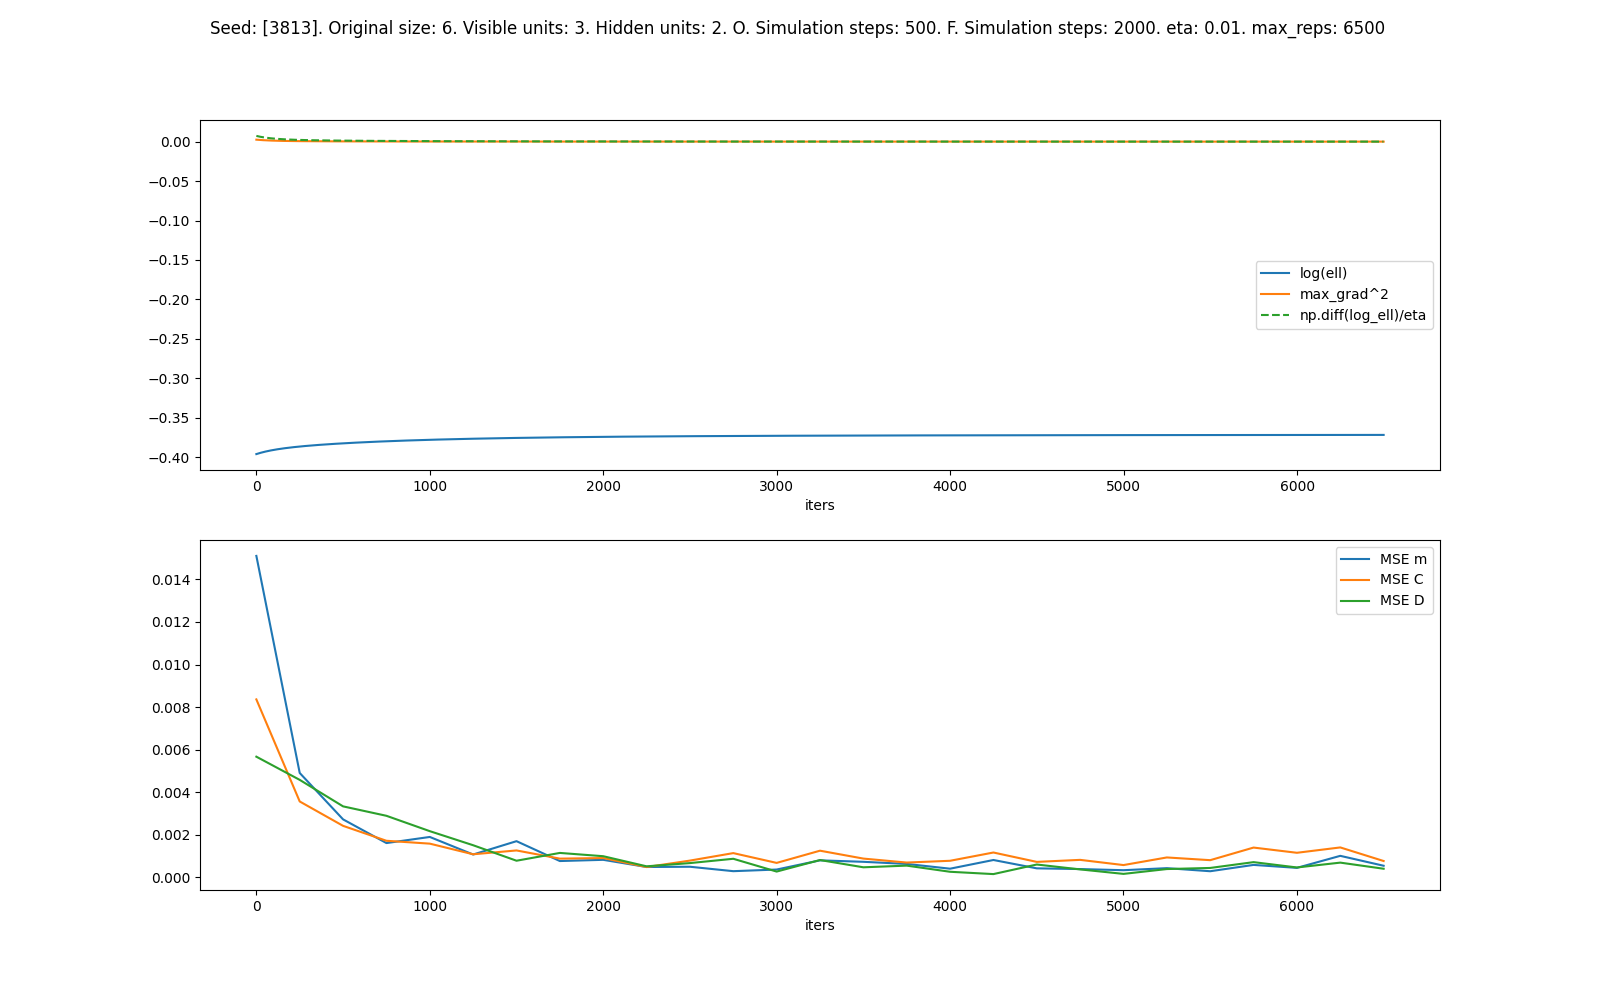 Seed: [3813]. Original size: 6. Visible units: 3. Hidden units: 2. O. Simulation steps: 500. F. Simulation steps: 2000. eta: 0.01. max_reps: 6500
0.00
−0.05
−0.10
−0.15
−0.20
−0.25
−0.30
−0.35
−0.40
log(ell)
max_grad^2
np.diff(log_ell)/eta
0 1000 2000 3000 4000 5000 6000
iters
0.014
0.012
0.010
0.008
0.006
0.004
0.002
0.000
MSE m
MSE C
MSE D
0 1000 2000 3000 4000 5000 6000
iters